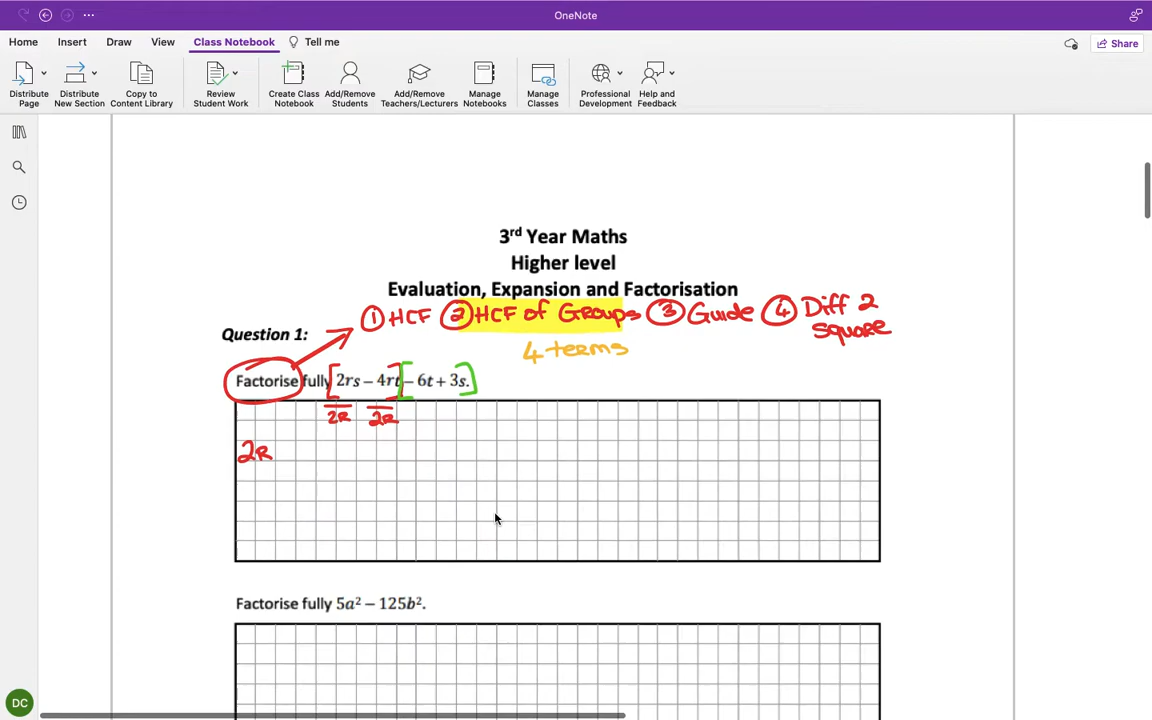 OneNote
Home Insert Draw View Class Notebook Tell me
Share
Distribute Page
Distribute New Section
Copy to Content Library
Review Student Work
Create Class Notebook
Add/Remove Students
Add/Remove Teachers/Lecturers
Manage Notebooks
Manage Classes
Professional Development
Help and Feedback
3rd Year Maths
Higher level
Evaluation, Expansion and Factorisation
① HCF ② HCF of Groups ③ Guide ④ Diff 2 square
Question 1:
4 terms
Factorise fully [2rs − 4rt][− 6t + 3s.]
2R 2R
2R
Factorise fully 5a² − 125b².
DC